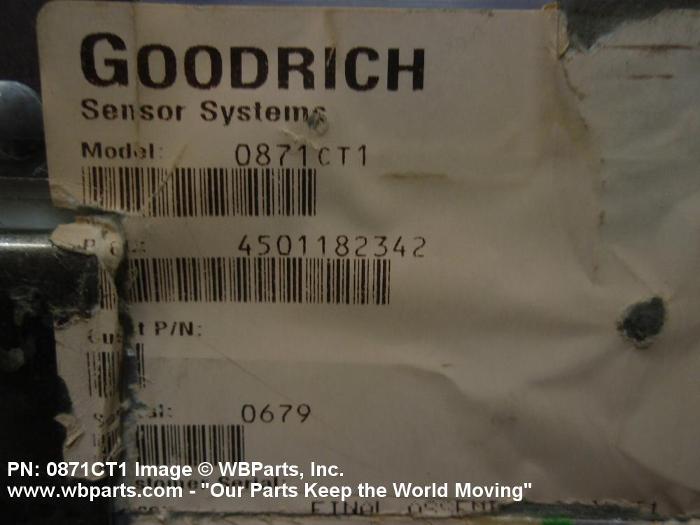 GOODRICH
Sensor Systems
Model: 0871CT1
4501182342
P/N:
0679
PN: 0871CT1 Image © WBParts, Inc.
www.wbparts.com - "Our Parts Keep the World Moving"
FINAL